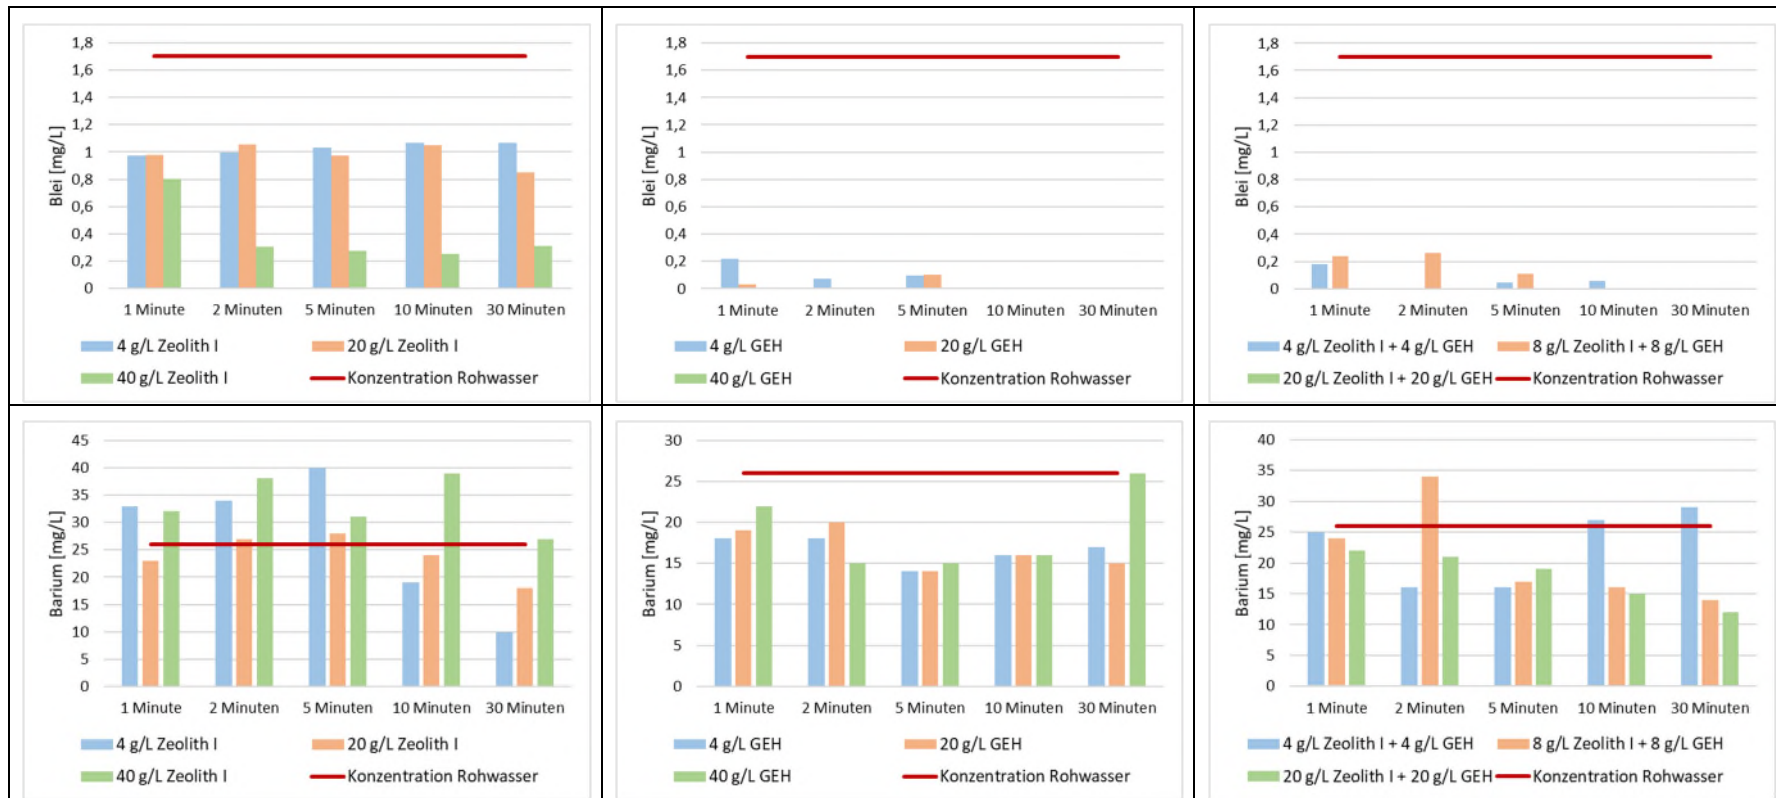 1,8
1,6
1,4
1,2
1
0,8
0,6
0,4
0,2
0
Blei [mg/L]
1 Minute 2 Minuten 5 Minuten 10 Minuten 30 Minuten
4 g/L Zeolith I 20 g/L Zeolith I
40 g/L Zeolith I Konzentration Rohwasser
1,8
1,6
1,4
1,2
1
0,8
0,6
0,4
0,2
0
Blei [mg/L]
1 Minute 2 Minuten 5 Minuten 10 Minuten 30 Minuten
4 g/L GEH 20 g/L GEH
40 g/L GEH Konzentration Rohwasser
1,8
1,6
1,4
1,2
1
0,8
0,6
0,4
0,2
0
Blei [mg/L]
1 Minute 2 Minuten 5 Minuten 10 Minuten 30 Minuten
4 g/L Zeolith I + 4 g/L GEH 8 g/L Zeolith I + 8 g/L GEH
20 g/L Zeolith I + 20 g/L GEH Konzentration Rohwasser
45
40
35
30
25
20
15
10
5
0
Barium [mg/L]
1 Minute 2 Minuten 5 Minuten 10 Minuten 30 Minuten
4 g/L Zeolith I 20 g/L Zeolith I
40 g/L Zeolith I Konzentration Rohwasser
30
25
20
15
10
5
0
Barium [mg/L]
1 Minute 2 Minuten 5 Minuten 10 Minuten 30 Minuten
4 g/L GEH 20 g/L GEH
40 g/L GEH Konzentration Rohwasser
40
35
30
25
20
15
10
5
0
Barium [mg/L]
1 Minute 2 Minuten 5 Minuten 10 Minuten 30 Minuten
4 g/L Zeolith I + 4 g/L GEH 8 g/L Zeolith I + 8 g/L GEH
20 g/L Zeolith I + 20 g/L GEH Konzentration Rohwasser